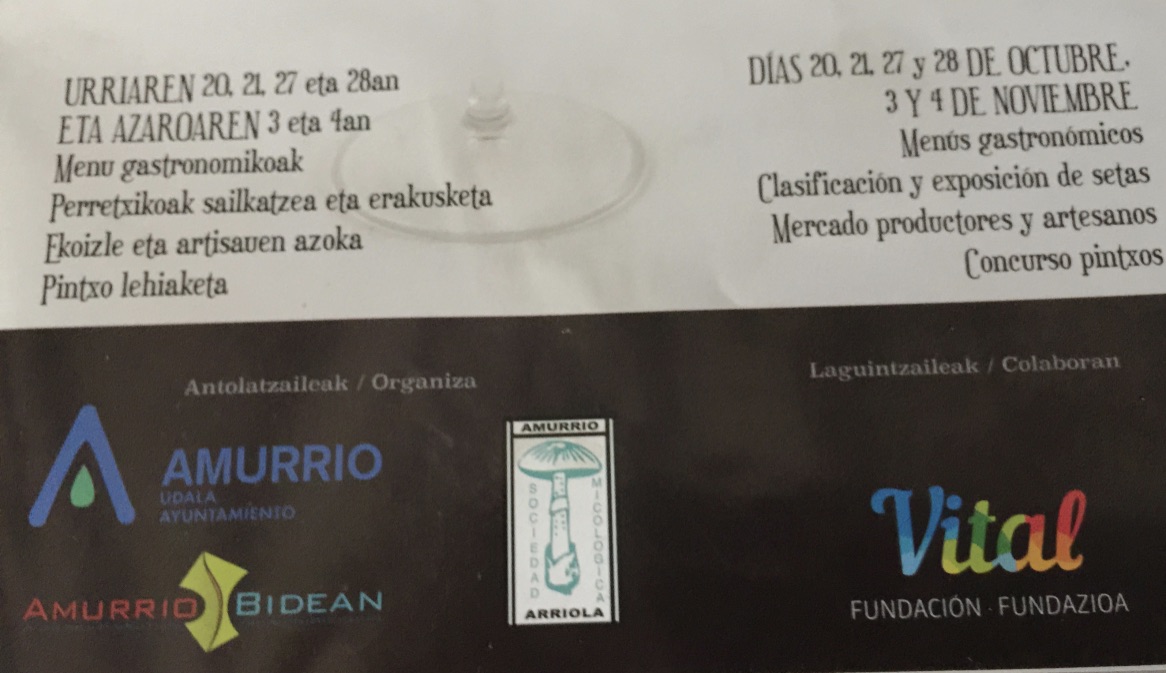 URRIAREN 20, 21, 27 eta 28an
ETA AZAROAREN 3 eta 4an
Menu gastronomikoak
Perretxikoak sailkatzea eta erakusketa
Ekoizle eta artisauen azoka
Pintxo lehiaketa
DÍAS 20, 21, 27 y 28 DE OCTUBRE.
3 Y 4 DE NOVIEMBRE
Menús gastronómicos
Clasificación y exposición de setas
Mercado productores y artesanos
Concurso pintxos
Antolatzaileak / Organiza
AMURRIO
UDALA
AYUNTAMIENTO
AMURRIO BIDEAN
AMURRIO
SOCIEDAD
MICOLOGICA
ARRIOLA
Laguintzaileak / Colaboran
Vital
FUNDACIÓN · FUNDAZIOA